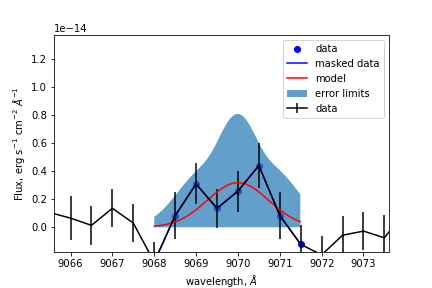 1e−14
data
masked data
model
error limits
data
1.2
1.0
0.8
0.6
0.4
0.2
0.0
Flux, erg s⁻¹ cm⁻² Å⁻¹
9066 9067 9068 9069 9070 9071 9072 9073
wavelength, Å